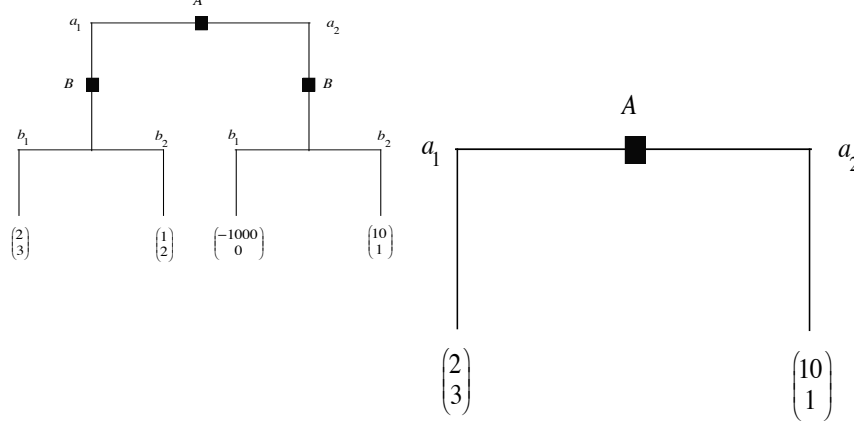 A
a₁ a₂
B B
b₁ b₂ b₁ b₂
(2 3) (1 2) (−1000 0) (10 1)
A
a₁ a₂
(2 3) (10 1)